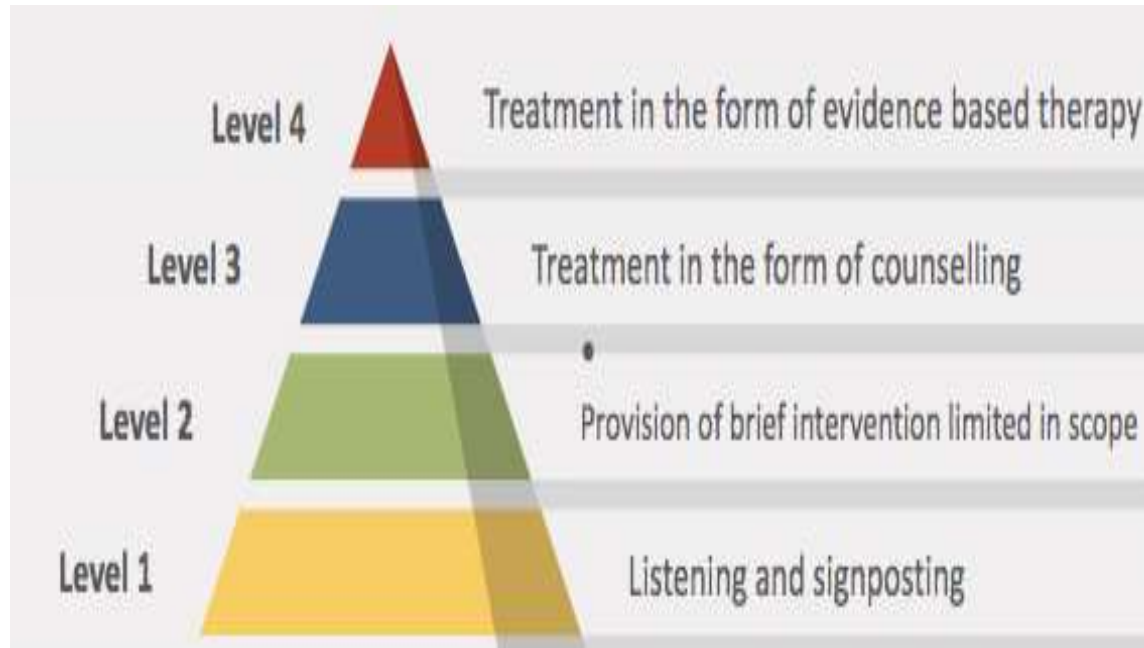 Level 4 Treatment in the form of evidence based therapy
Level 3 Treatment in the form of counselling
•
Level 2 Provision of brief intervention limited in scope
Level 1 Listening and signposting